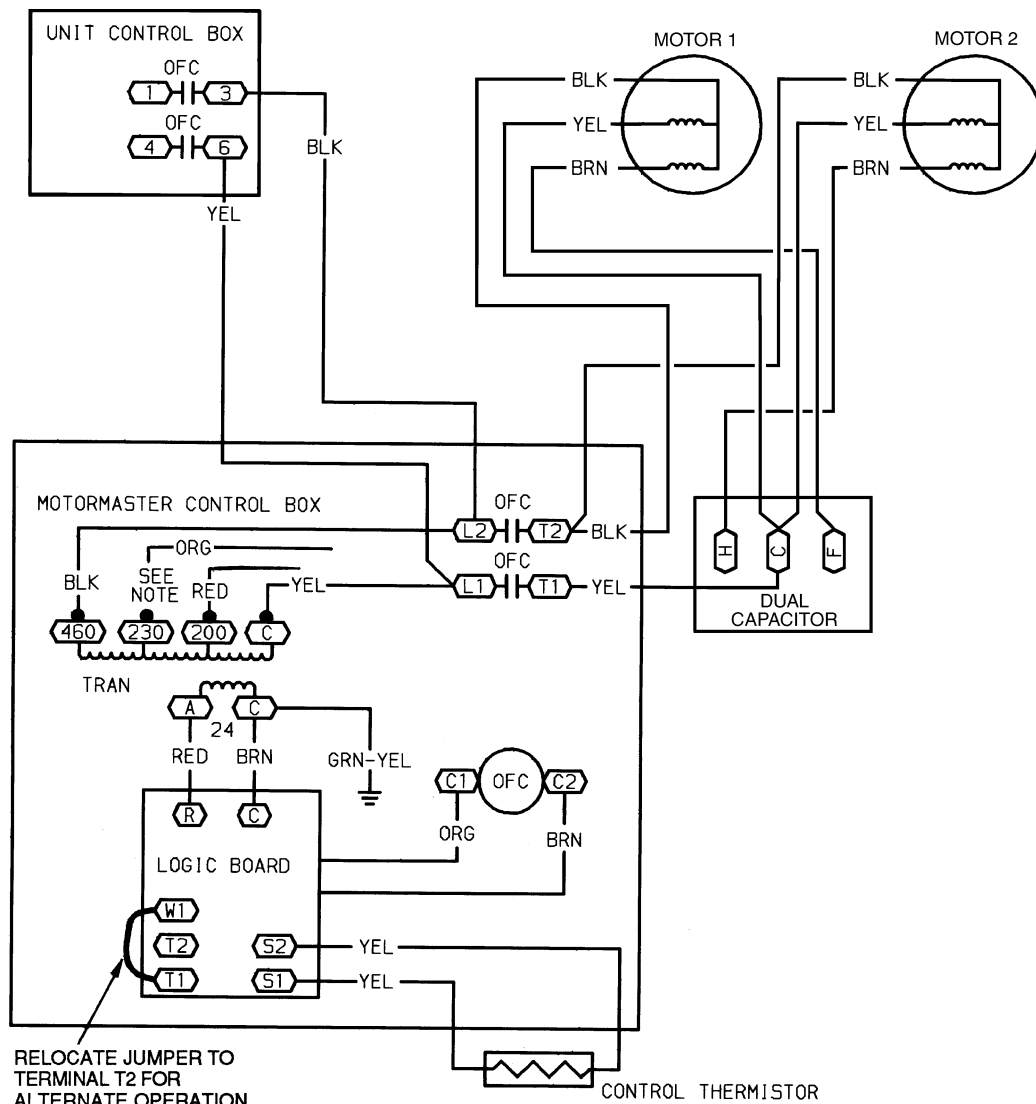 UNIT CONTROL BOX
OFC
1
3
OFC
4
6
BLK
YEL
MOTOR 1
BLK
YEL
BRN
MOTOR 2
BLK
YEL
BRN
MOTORMASTER CONTROL BOX
OFC
L2
T2
BLK
OFC
L1
T1
YEL
ORG
BLK
SEE
NOTE
RED
YEL
460
230
200
C
TRAN
A
C
24
RED
BRN
GRN-YEL
H
C
F
DUAL
CAPACITOR
C1
OFC
C2
ORG
BRN
R
C
LOGIC BOARD
W1
T2
T1
S2
YEL
S1
YEL
RELOCATE JUMPER TO
TERMINAL T2 FOR
ALTERNATE OPERATION
CONTROL THERMISTOR